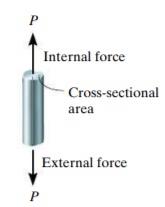 P
Internal force
Cross-sectional
area
External force
P